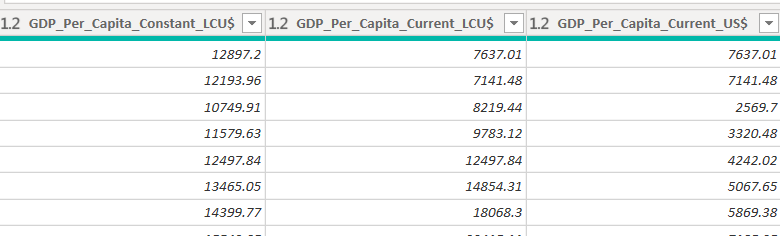 1.2 GDP_Per_Capita_Constant_LCU$ 1.2 GDP_Per_Capita_Current_LCU$ 1.2 GDP_Per_Capita_Current_US$
12897.2 7637.01 7637.01
12193.96 7141.48 7141.48
10749.91 8219.44 2569.7
11579.63 9783.12 3320.48
12497.84 12497.84 4242.02
13465.05 14854.31 5067.65
14399.77 18068.3 5869.38